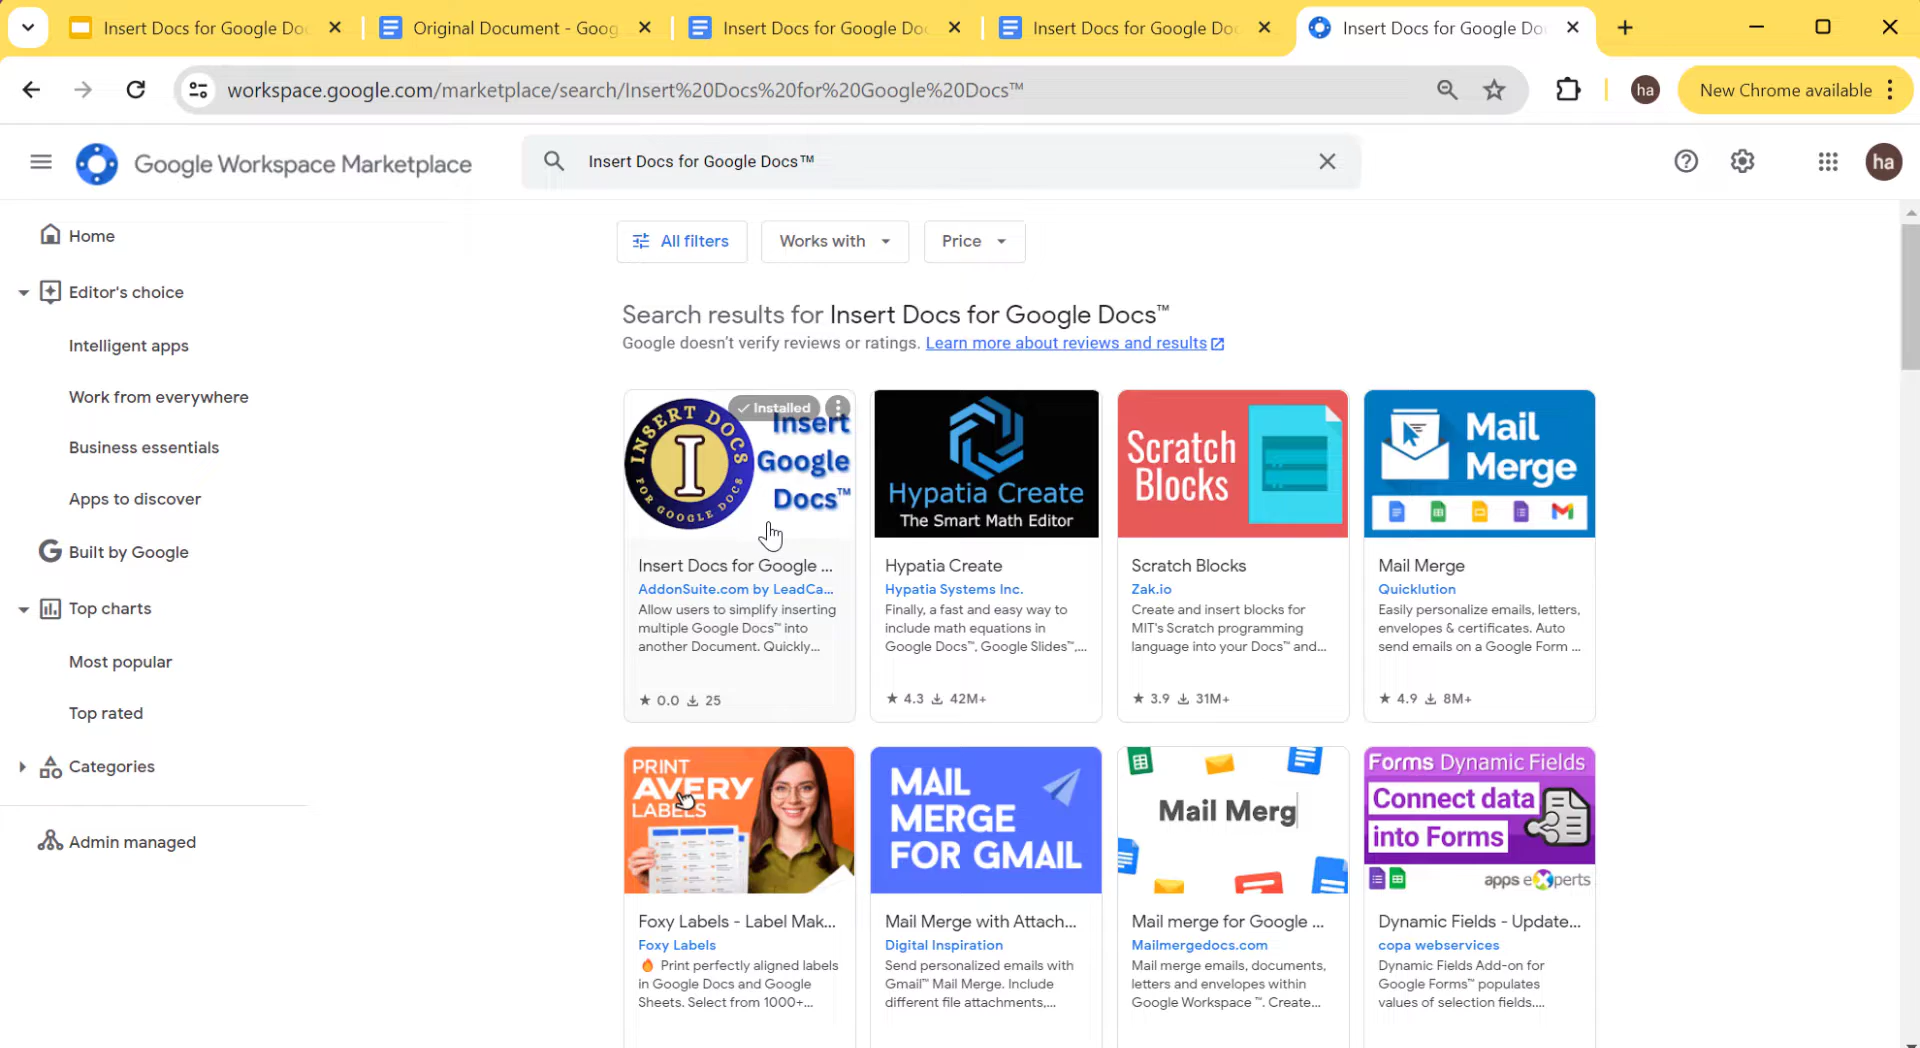 Insert Docs for Google Do
Original Document - Goog
Insert Docs for Google Do
Insert Docs for Google Do
Insert Docs for Google Do
workspace.google.com/marketplace/search/Insert%20Docs%20for%20Google%20Docs™
ha
New Chrome available
Google Workspace Marketplace
Insert Docs for Google Docs™
ha
Home
Editor's choice
Intelligent apps
Work from everywhere
Business essentials
Apps to discover
Built by Google
Top charts
Most popular
Top rated
Categories
Admin managed
All filters
Works with
Price
Search results for Insert Docs for Google Docs™
Google doesn't verify reviews or ratings. Learn more about reviews and results
INSERT DOCS
I
FOR GOOGLE DOCS
Installed
Insert
Google
Docs™
Insert Docs for Google ...
AddonSuite.com by LeadCa...
Allow users to simplify inserting
multiple Google Docs™ into
another Document. Quickly...
0.0 25
Hypatia Create
The Smart Math Editor
Hypatia Create
Hypatia Systems Inc.
Finally, a fast and easy way to
include math equations in
Google Docs™, Google Slides™,...
4.3 42M+
Scratch
Blocks
Scratch Blocks
Zak.io
Create and insert blocks for
MIT's Scratch programming
language into your Docs™ and...
3.9 31M+
Mail
Merge
Mail Merge
Quicklution
Easily personalize emails, letters,
envelopes & certificates. Auto
send emails on a Google Form ...
4.9 8M+
PRINT
AVERY
LABELS
Foxy Labels - Label Mak...
Foxy Labels
Print perfectly aligned labels
in Google Docs and Google
Sheets. Select from 1000+...
MAIL
MERGE
FOR GMAIL
Mail Merge with Attach...
Digital Inspiration
Send personalized emails with
Gmail™ Mail Merge. Include
different file attachments,...
Mail Merg
Mail merge for Google ...
Mailmergedocs.com
Mail merge emails, documents,
letters and envelopes within
Google Workspace ™. Create...
Forms Dynamic Fields
Connect data
into Forms
apps eXperts
Dynamic Fields - Update...
copa webservices
Dynamic Fields Add-on for
Google Forms™ populates
values of selection fields....